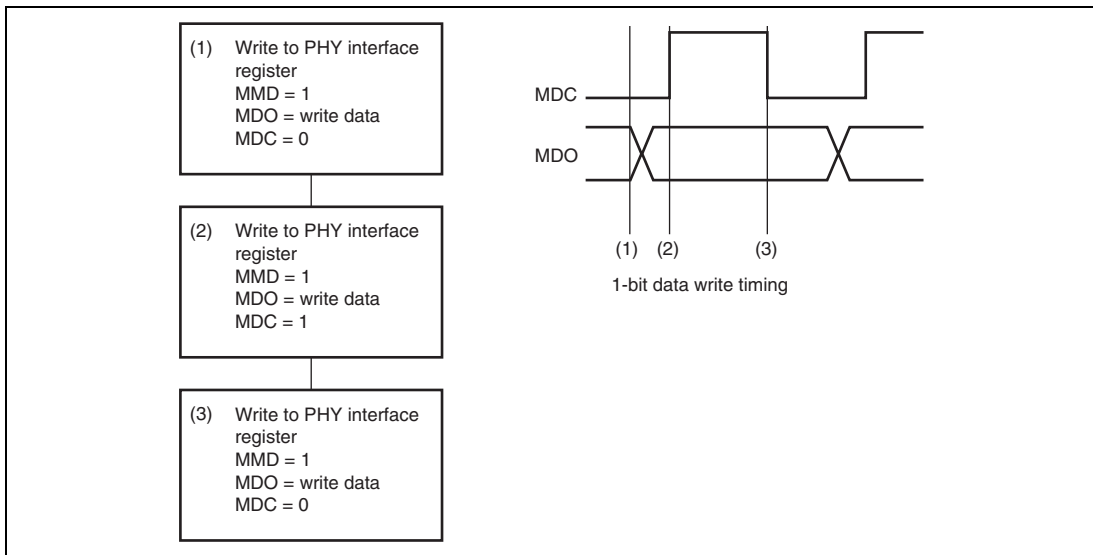 (1) Write to PHY interface
register
MMD = 1
MDO = write data
MDC = 0
(2) Write to PHY interface
register
MMD = 1
MDO = write data
MDC = 1
(3) Write to PHY interface
register
MMD = 1
MDO = write data
MDC = 0
MDC
MDO
(1) (2) (3)
1-bit data write timing